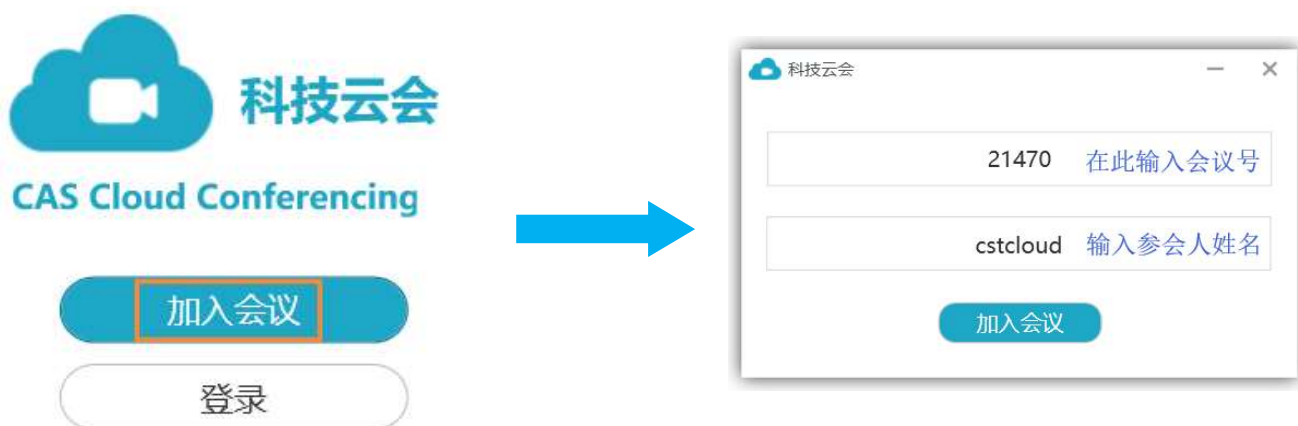 科技云会
CAS Cloud Conferencing
加入会议
登录
科技云会
21470 在此输入会议号
cstcloud 输入参会人姓名
加入会议